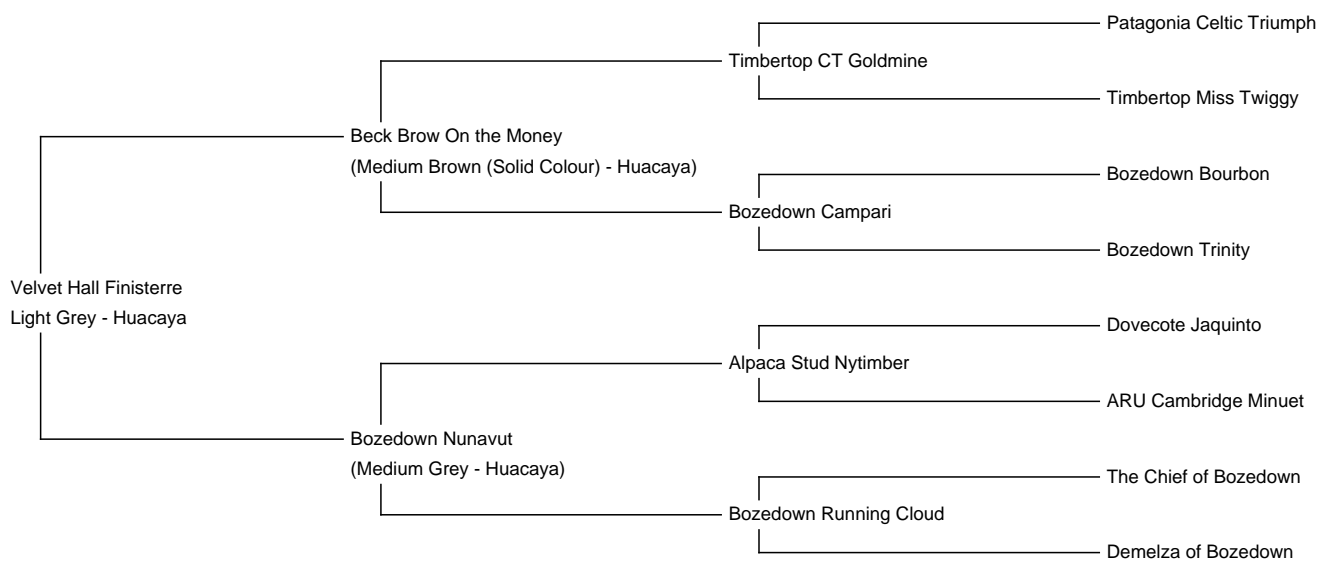 Patagonia Celtic Triumph
Timbertop CT Goldmine
Timbertop Miss Twiggy
Beck Brow On the Money
(Medium Brown (Solid Colour) - Huacaya)
Bozedown Bourbon
Bozedown Campari
Bozedown Trinity
Velvet Hall Finisterre
Light Grey - Huacaya
Dovecote Jaquinto
Alpaca Stud Nytimber
ARU Cambridge Minuet
Bozedown Nunavut
(Medium Grey - Huacaya)
The Chief of Bozedown
Bozedown Running Cloud
Demelza of Bozedown